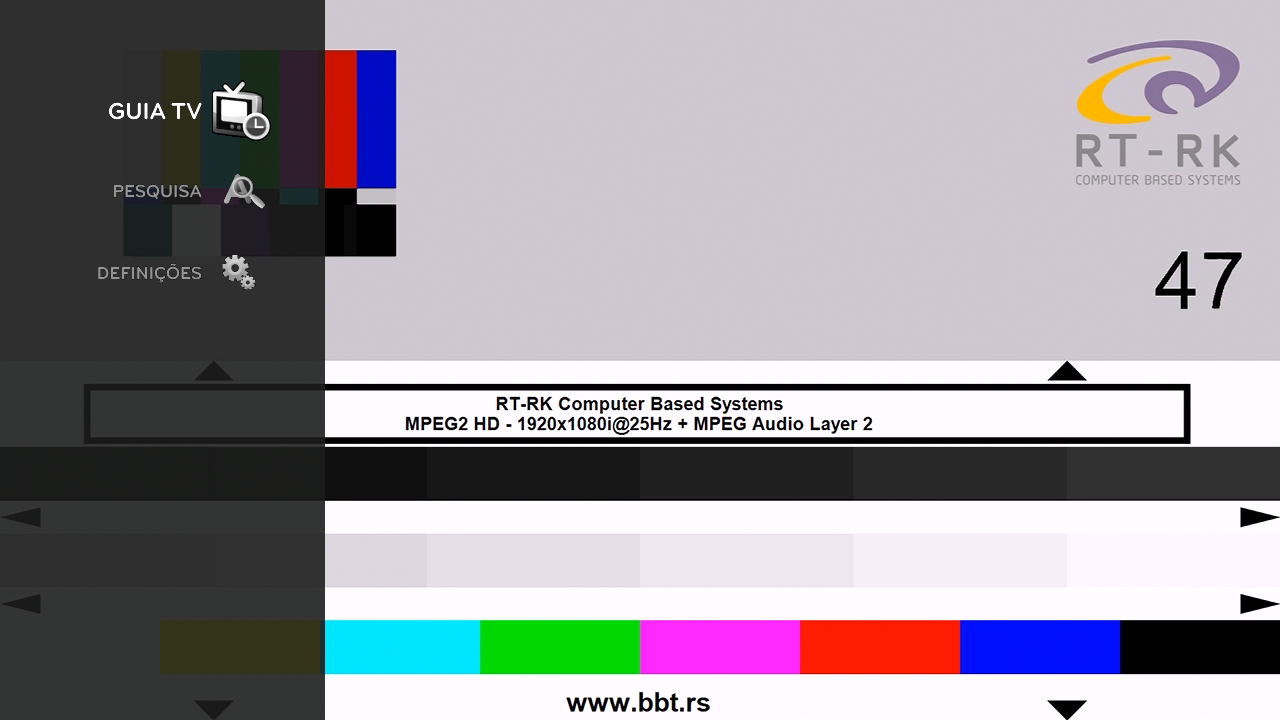 GUIA TV
PESQUISA
DEFINIÇÕES
RT-RK
COMPUTER BASED SYSTEMS
47
RT-RK Computer Based Systems
MPEG2 HD - 1920x1080i@25Hz + MPEG Audio Layer 2
www.bbt.rs